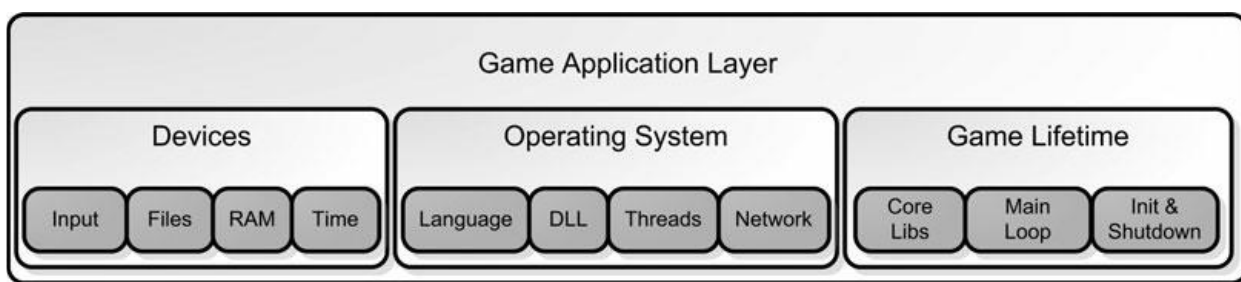 Game Application Layer
Devices
Operating System
Game Lifetime
Input
Files
RAM
Time
Language
DLL
Threads
Network
Core
Libs
Main
Loop
Init &
Shutdown